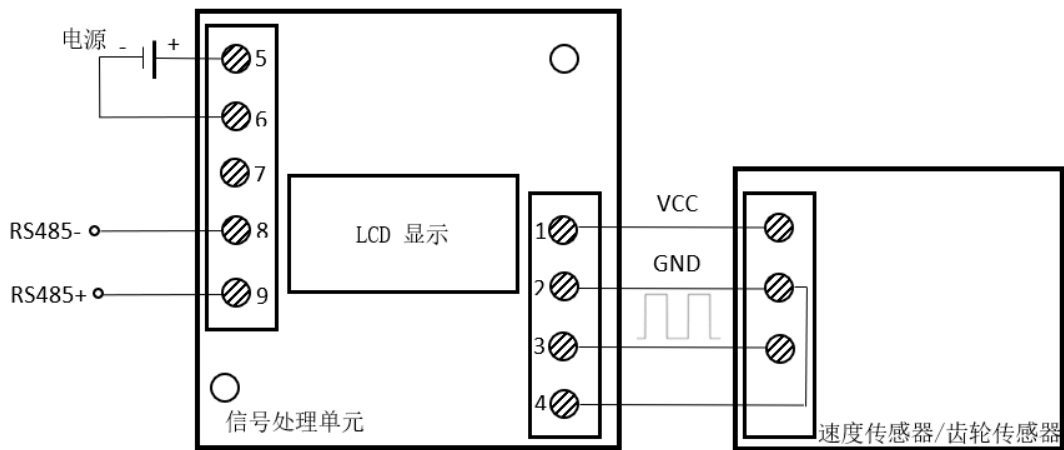 电源 - +
5
6
7
RS485- 8
RS485+ 9
LCD 显示
1
2
3
4
VCC
GND
信号处理单元
速度传感器/齿轮传感器